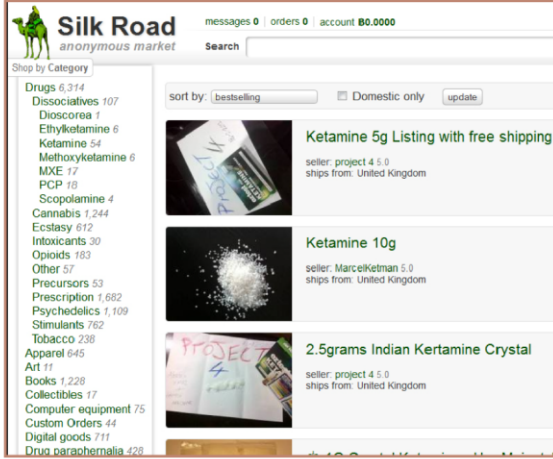 Silk Road
anonymous market
messages 0 | orders 0 | account ฿0.0000
Search
Shop by Category
Drugs 6,314
Dissociatives 107
Dioscorea 1
Ethylketamine 6
Ketamine 54
Methoxyketamine 6
MXE 17
PCP 18
Scopolamine 4
Cannabis 1,244
Ecstasy 612
Intoxicants 30
Opioids 183
Other 57
Precursors 53
Prescription 1,682
Psychedelics 1,109
Stimulants 762
Tobacco 238
Apparel 645
Art 11
Books 1,228
Collectibles 17
Computer equipment 75
Custom Orders 44
Digital goods 711
Drug paraphernalia 428
sort by: bestselling
Domestic only
update
PROJECT
Ketamine 5g Listing with free shipping
seller: project 4 5.0
ships from: United Kingdom
Ketamine 10g
seller: MarcelKetman 5.0
ships from: United Kingdom
PROJECT
4
2.5grams Indian Kertamine Crystal
seller: project 4 5.0
ships from: United Kingdom